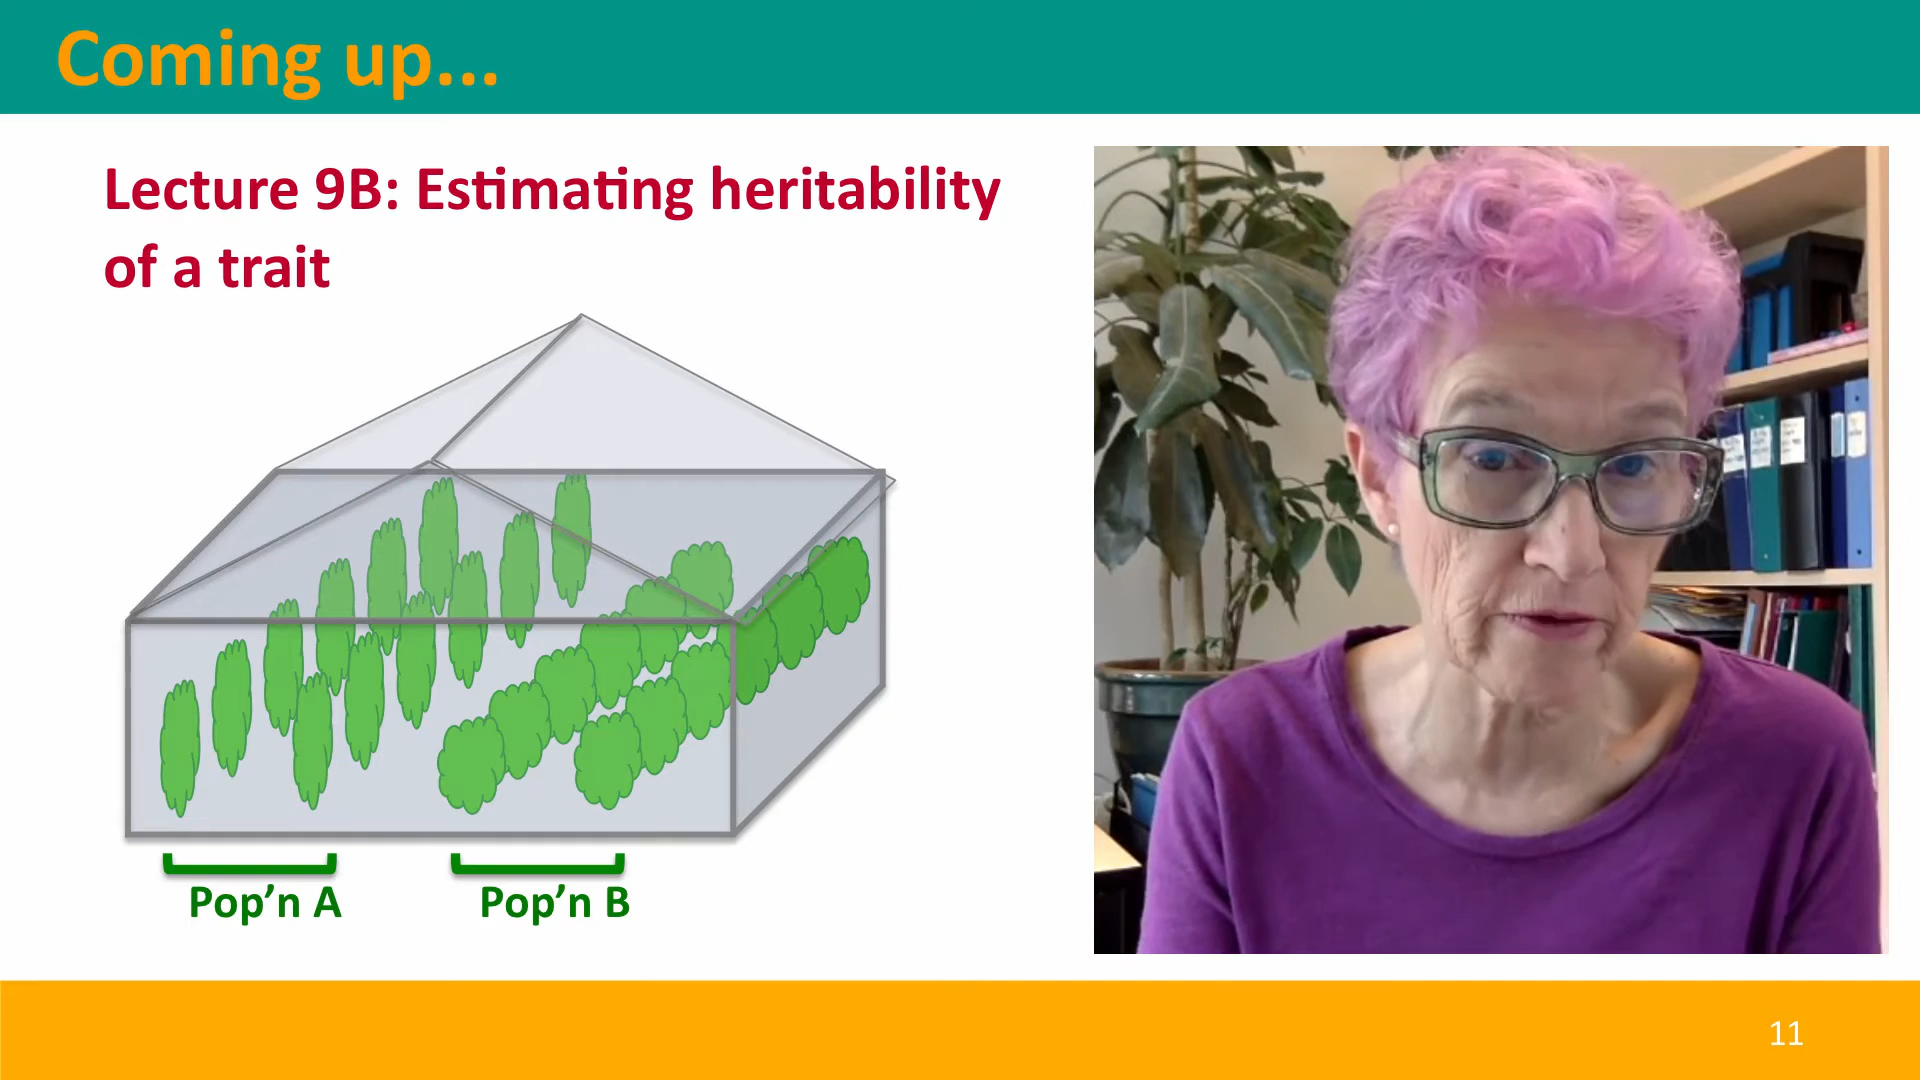 Coming up...
Lecture 9B: Estimating heritability
of a trait
Pop’n A
Pop’n B
11